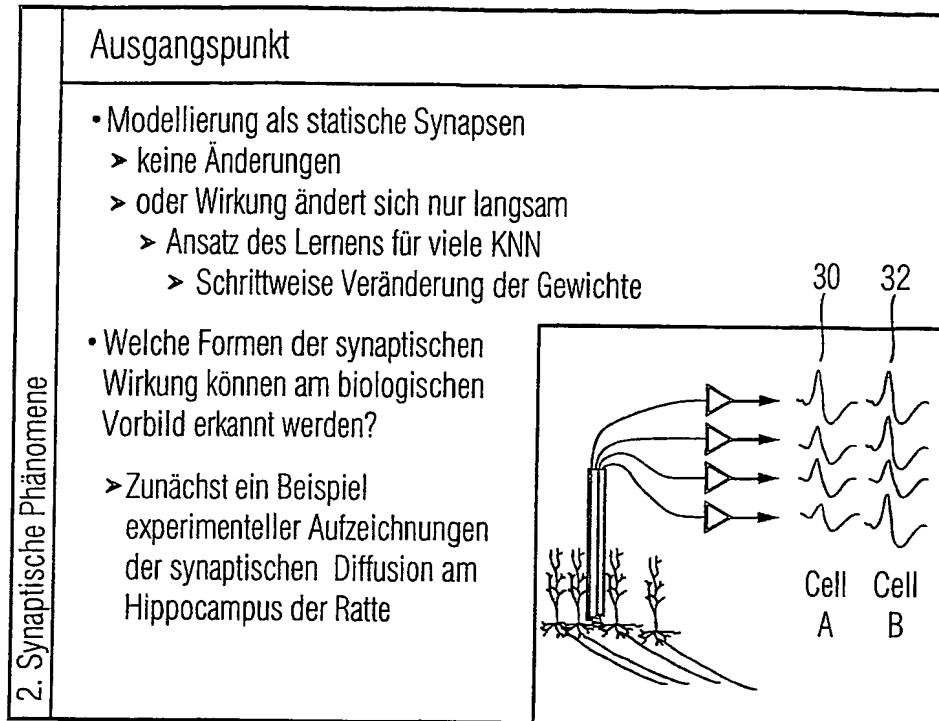 2. Synaptische Phänomene
Ausgangspunkt
• Modellierung als statische Synapsen
➢ keine Änderungen
➢ oder Wirkung ändert sich nur langsam
➢ Ansatz des Lernens für viele KNN
➢ Schrittweise Veränderung der Gewichte
• Welche Formen der synaptischen
Wirkung können am biologischen
Vorbild erkannt werden?
➢ Zunächst ein Beispiel
experimenteller Aufzeichnungen
der synaptischen Diffusion am
Hippocampus der Ratte
30 32
Cell Cell
A B